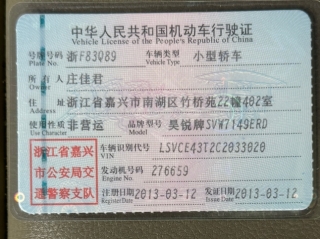 中华人民共和国机动车行驶证
Vehicle License of the People's Republic of China
号牌号码 浙F83Q89 车辆类型 小型轿车
Plate No. Vehicle Type
所有人 庄佳君
Owner
住址 浙江省嘉兴市南湖区竹桥苑22幢402室
Address
使用性质 非营运 品牌型号 昊锐牌SVW7149ERD
Use Character Model
浙江省嘉兴
市公安局交
通警察支队
车辆识别代号 LSVCE43T2C2033020
VIN
发动机号码 276659
Engine No.
注册日期 2013-03-12 发证日期 2013-03-12
Register Date Issue Date